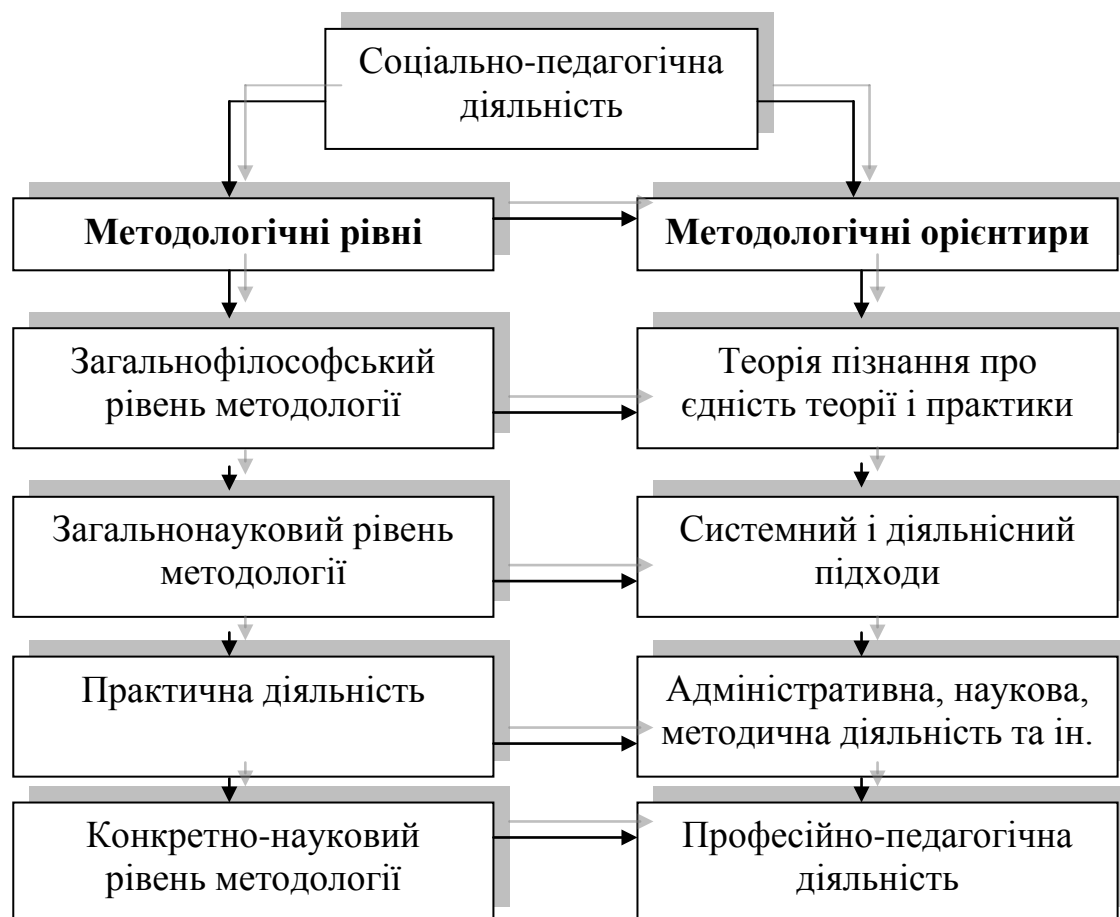 Соціально-педагогічна
діяльність
Методологічні рівні
Методологічні орієнтири
Загальнофілософський
рівень методології
Теорія пізнання про
єдність теорії і практики
Загальнонауковий рівень
методології
Системний і діяльнісний
підходи
Практична діяльність
Адміністративна, наукова,
методична діяльність та ін.
Конкретно-науковий
рівень методології
Професійно-педагогічна
діяльність